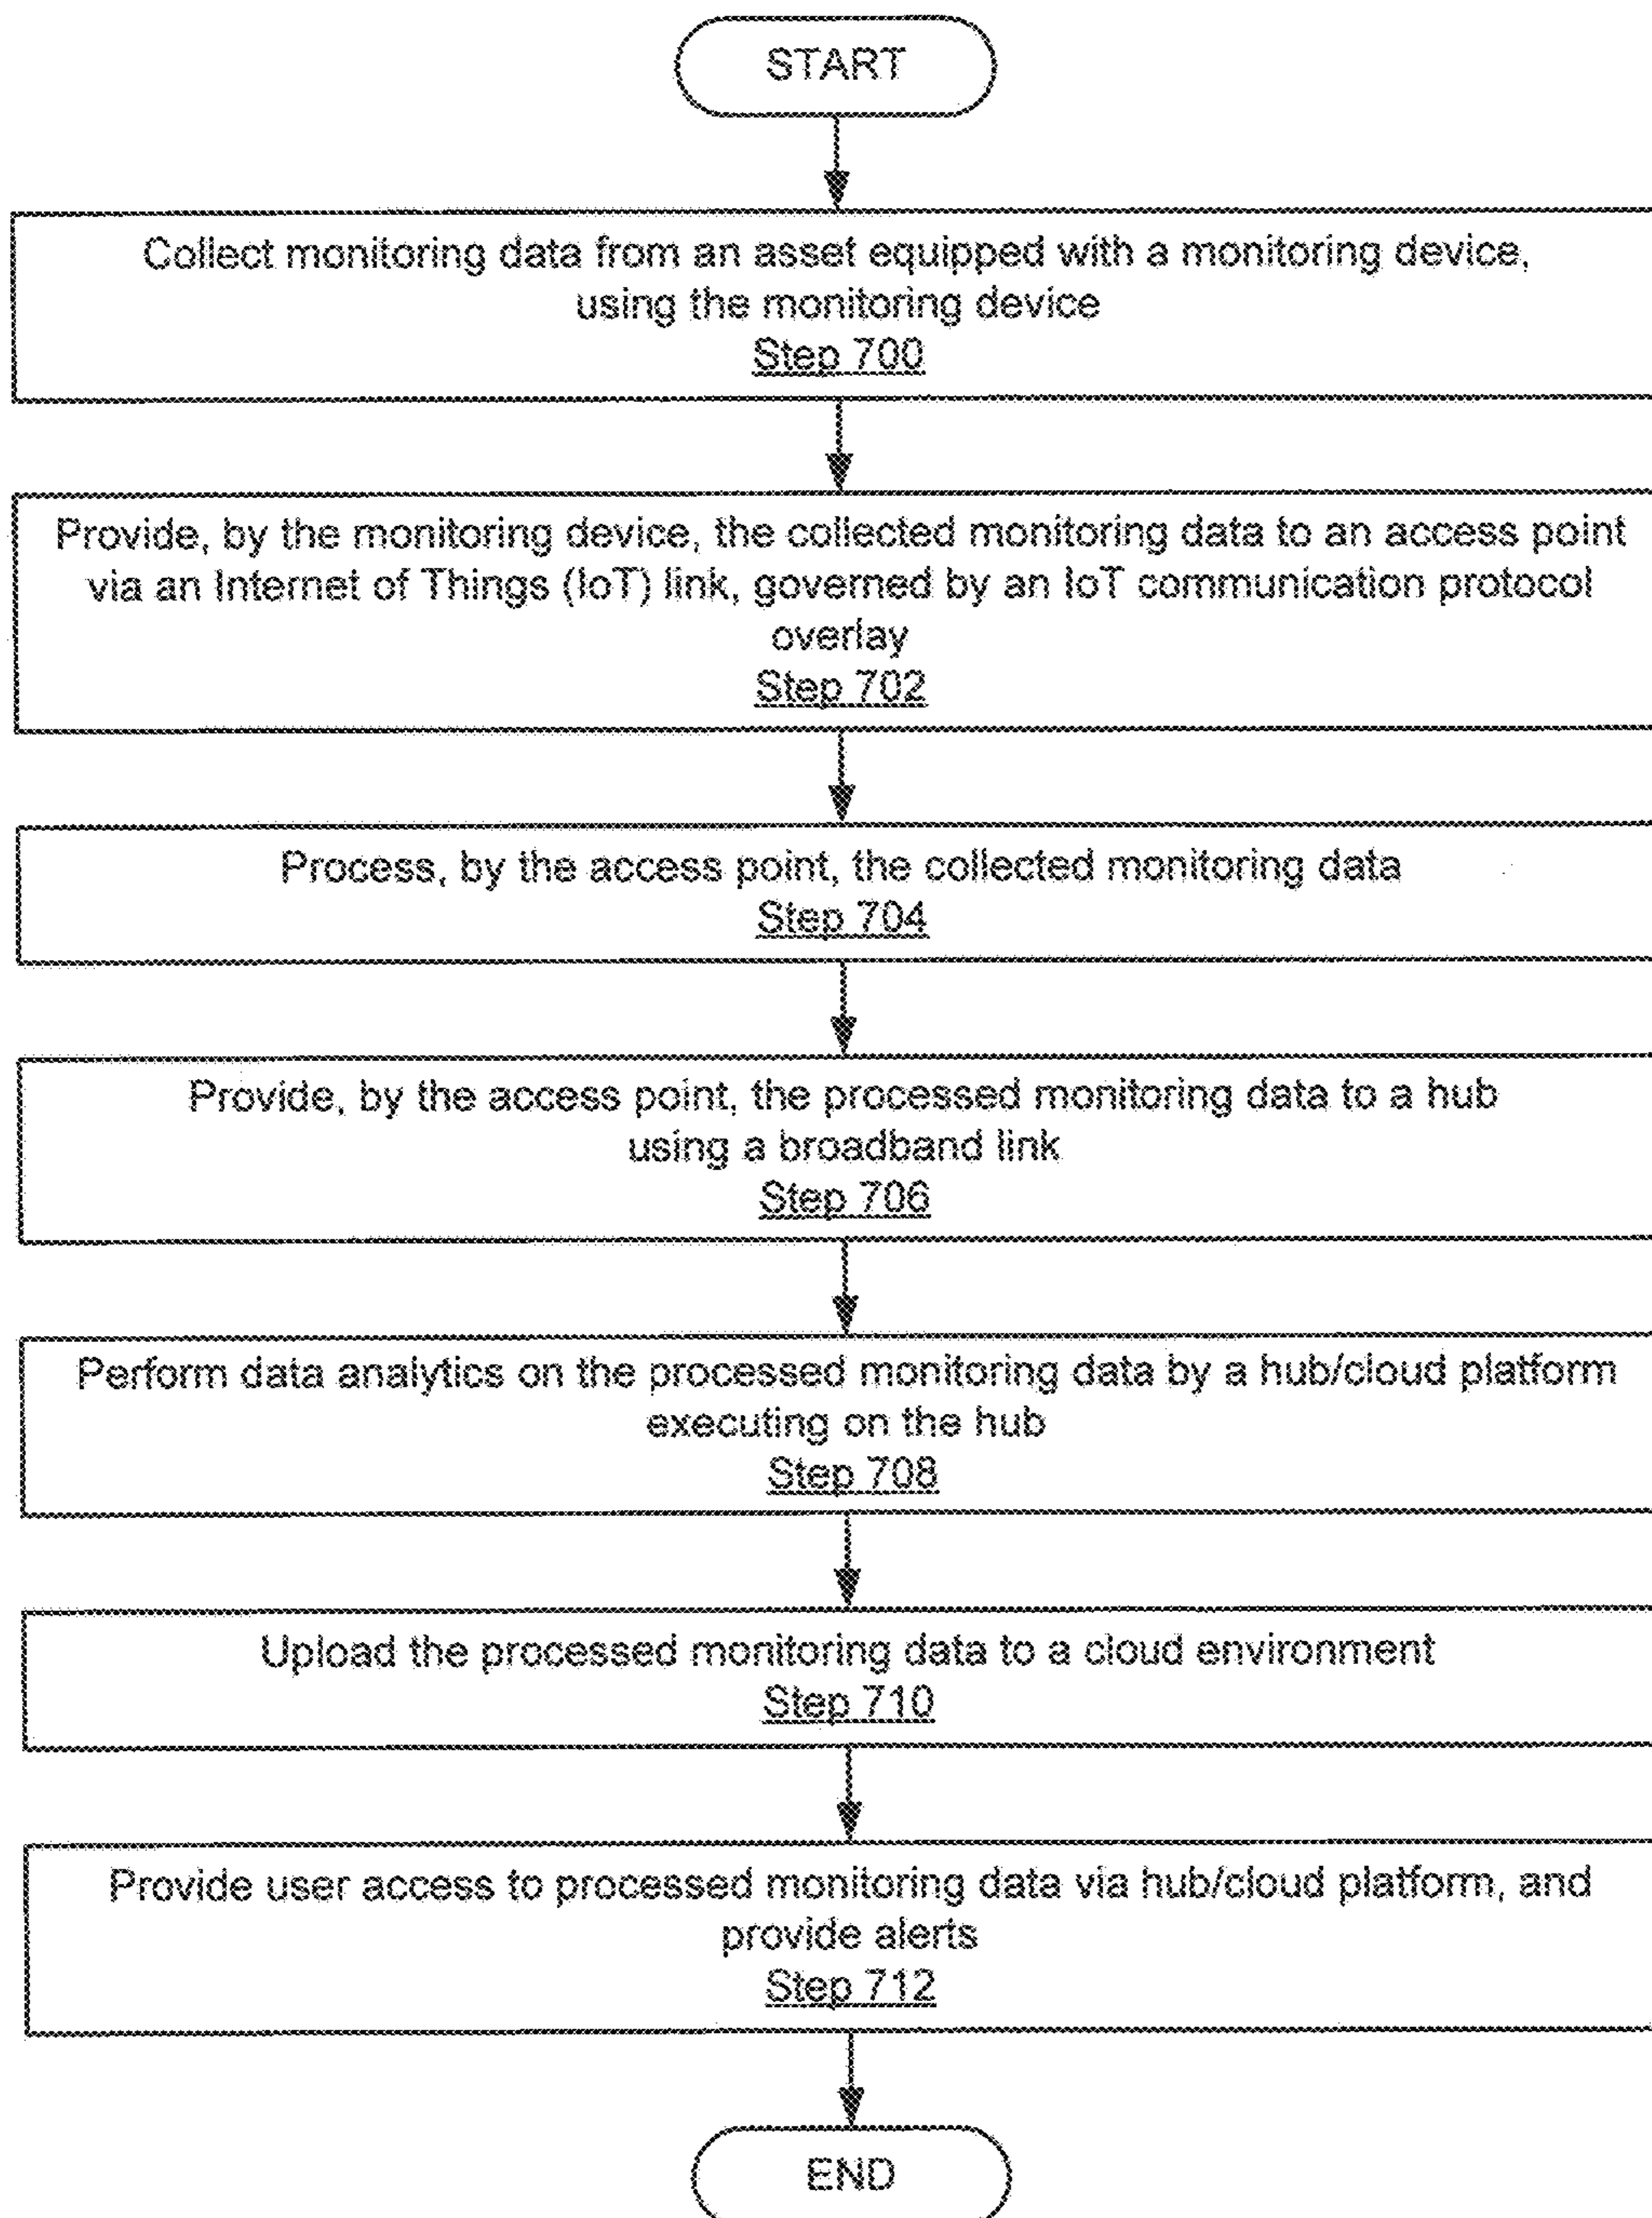 START
Collect monitoring data from an asset equipped with a monitoring device,
using the monitoring device
Step 700
Provide, by the monitoring device, the collected monitoring data to an access point
via an Internet of Things (IoT) link, governed by an IoT communication protocol
overlay
Step 702
Process, by the access point, the collected monitoring data
Step 704
Provide, by the access point, the processed monitoring data to a hub
using a broadband link
Step 706
Perform data analytics on the processed monitoring data by a hub/cloud platform
executing on the hub
Step 708
Upload the processed monitoring data to a cloud environment
Step 710
Provide user access to processed monitoring data via hub/cloud platform, and
provide alerts
Step 712
END